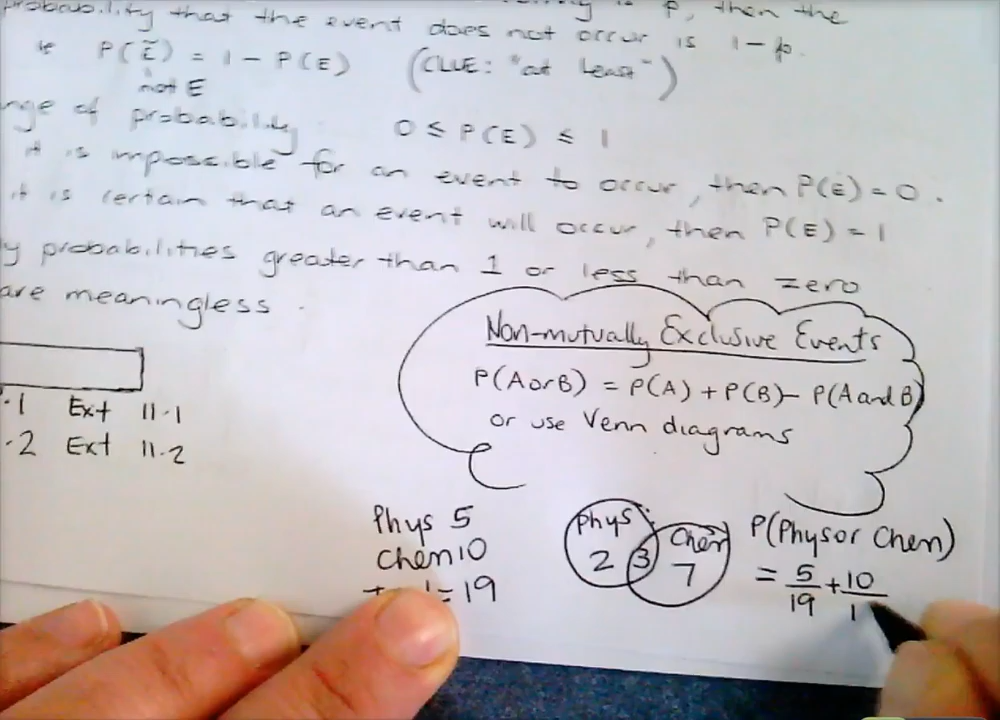 probability that the event does not occur is 1-p.
ie P(Ẽ) = 1 - P(E) (CLUE: "at Least")
not E
nge of probability 0 ≤ P(E) ≤ 1
it is impossible for an event to occur, then P(E) = 0.
it is certain that an event will occur, then P(E) = 1
y probabilities greater than 1 or less than zero
are meaningless.
Non-mutually Exclusive Events
P(A or B) = P(A) + P(B) - P(A and B)
or use Venn diagrams
.1 Ext 11.1
.2 Ext 11.2
Phys 5
Chem 10
= 19
Phys
2 3
Chem
7
P(Phys or Chem)
= 5/19 + 10/1